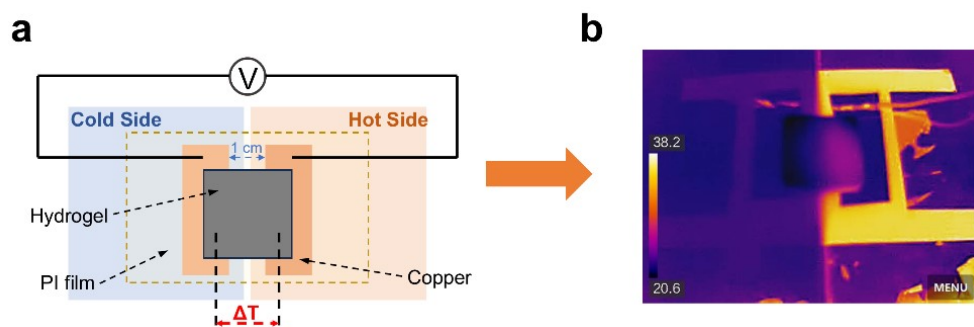 a
V
Cold Side
Hot Side
1 cm
Hydrogel
PI film
Copper
ΔT
b
38.2
20.6
MENU